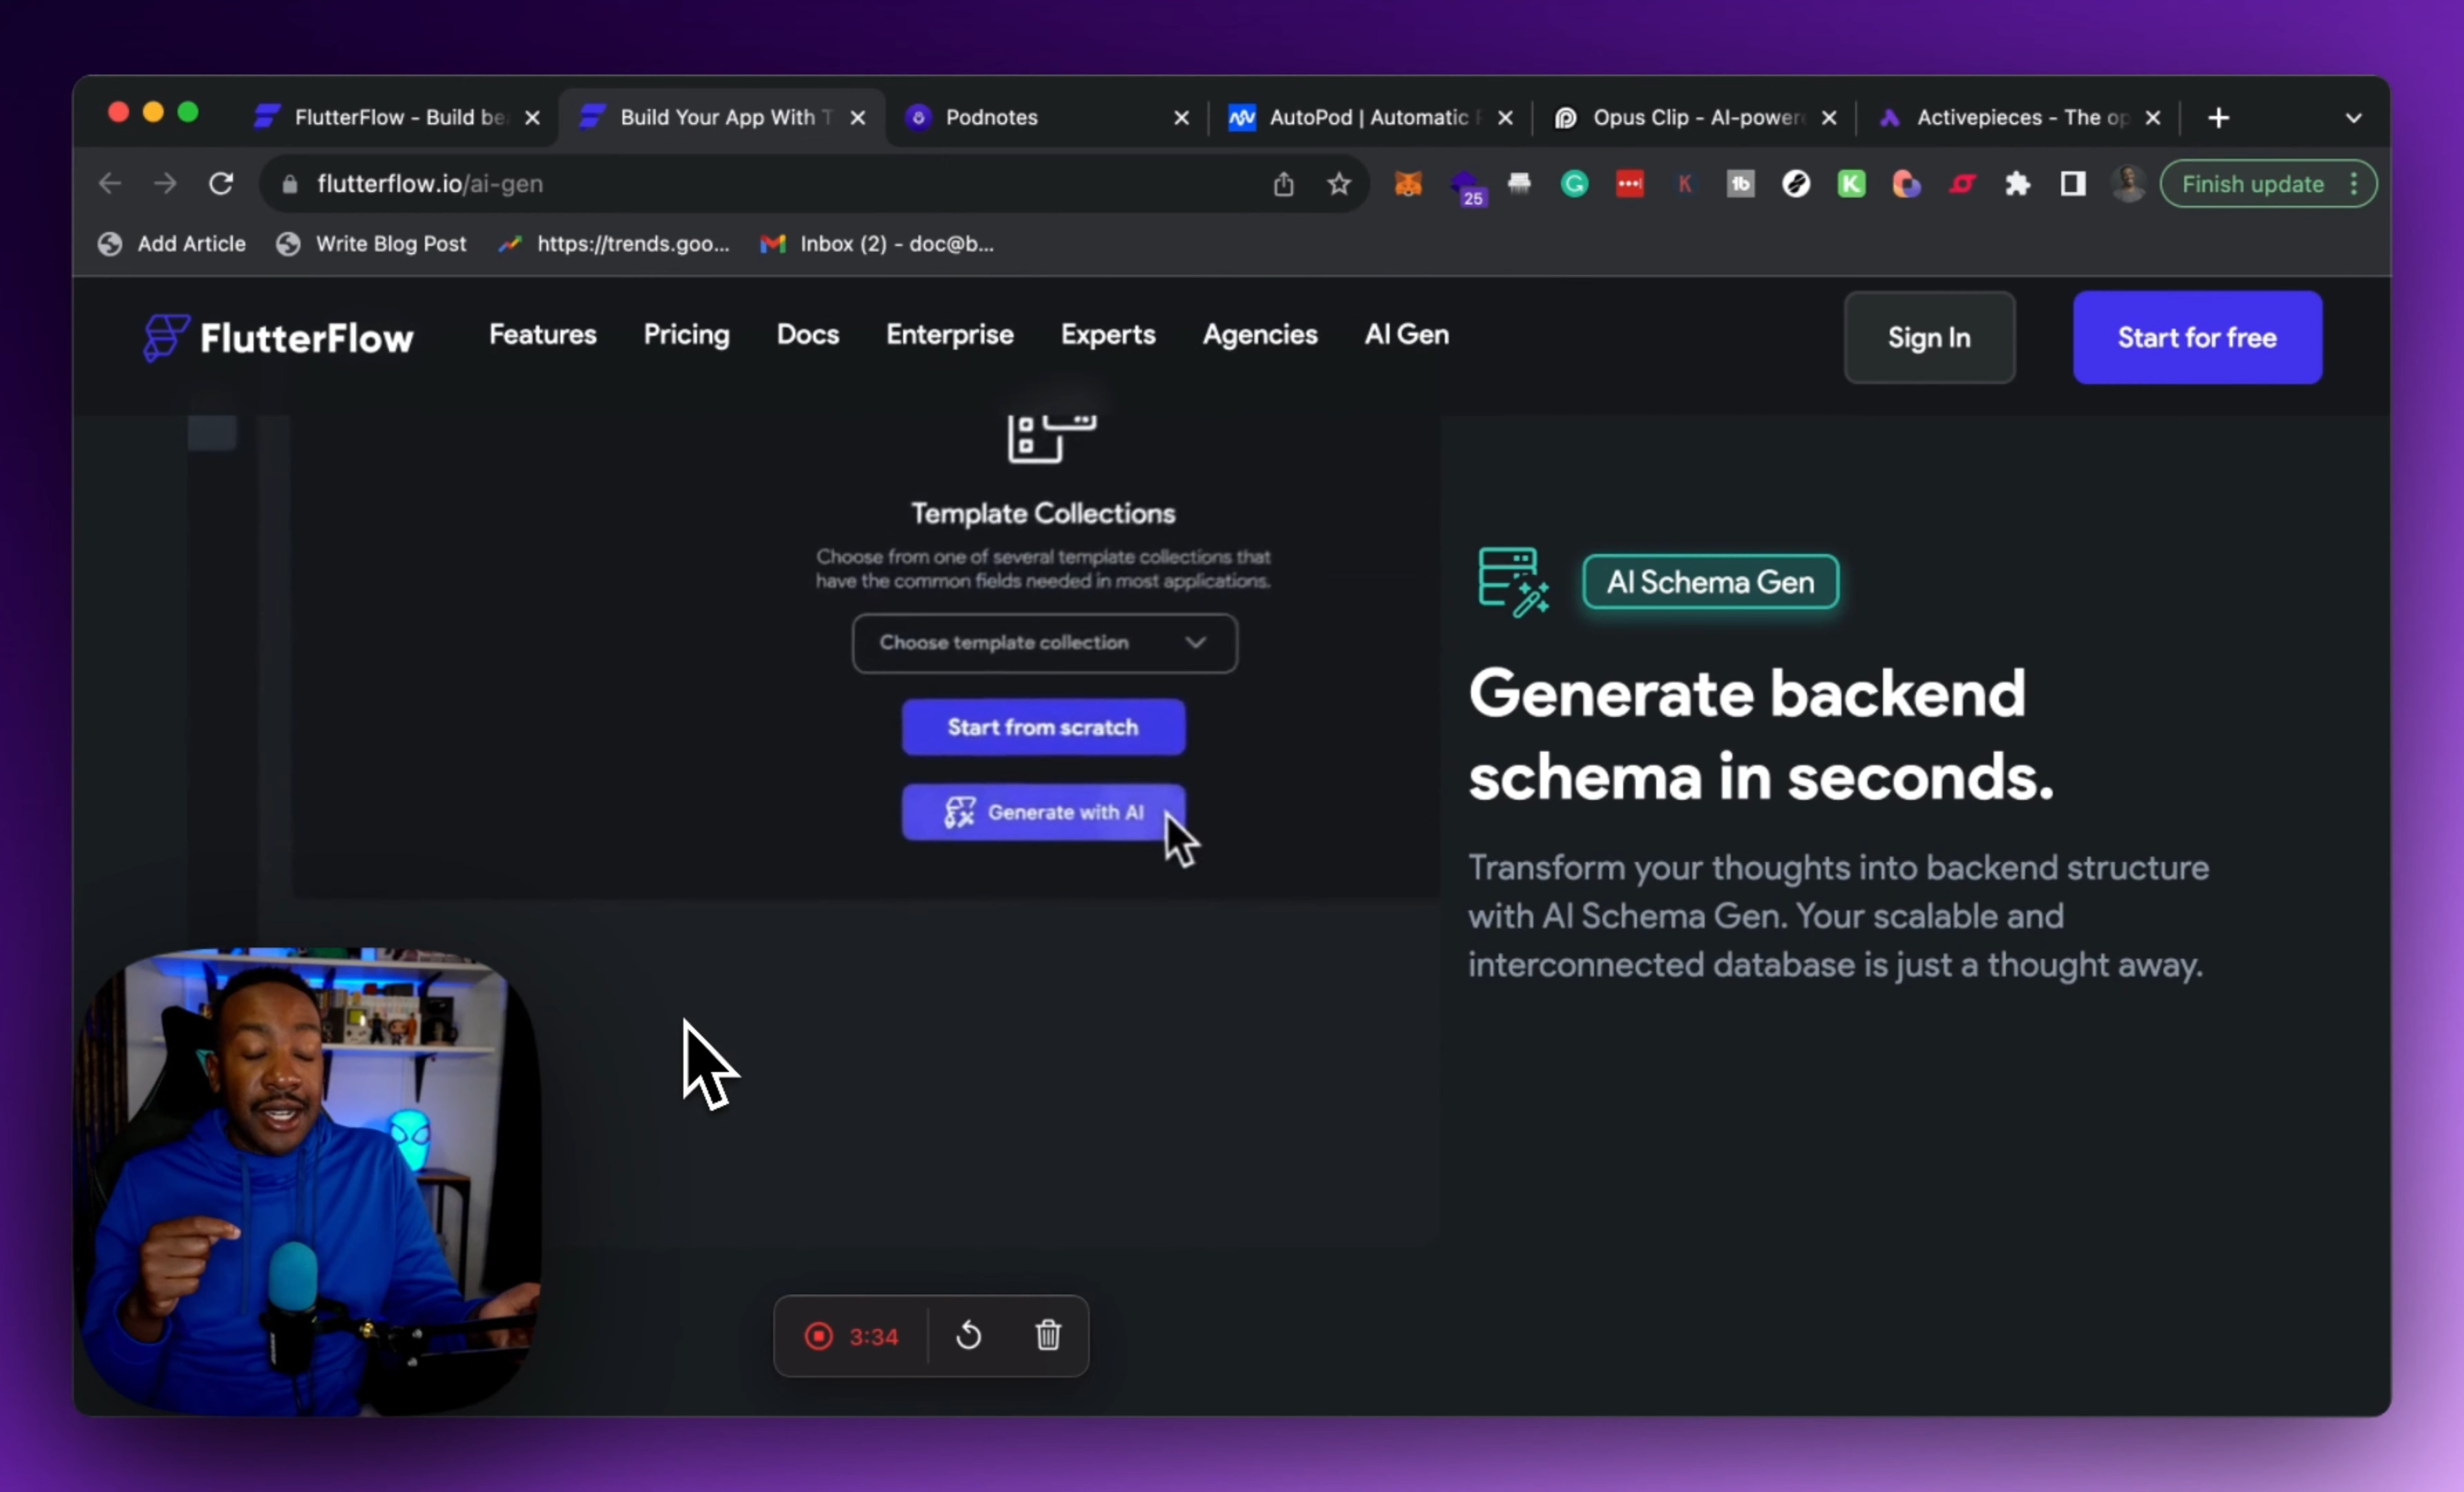 FlutterFlow - Build be
Build Your App With T
Podnotes
AutoPod | Automatic
Opus Clip - AI-power
Activepieces - The op
flutterflow.io/ai-gen
25
Finish update
Add Article
Write Blog Post
https://trends.goo...
Inbox (2) - doc@b...
FlutterFlow
Features
Pricing
Docs
Enterprise
Experts
Agencies
AI Gen
Sign In
Start for free
Template Collections
Choose from one of several template collections that
have the common fields needed in most applications.
Choose template collection
Start from scratch
Generate with AI
AI Schema Gen
Generate backend
schema in seconds.
Transform your thoughts into backend structure
with AI Schema Gen. Your scalable and
interconnected database is just a thought away.
3:34